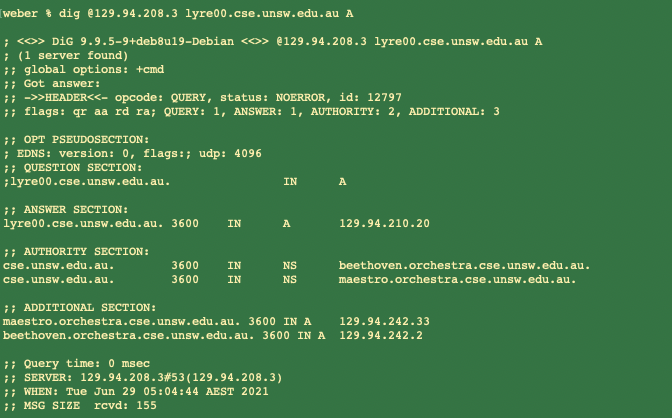 weber % dig @129.94.208.3 lyre00.cse.unsw.edu.au A
; <<>> DiG 9.9.5-9+deb8u19-Debian <<>> @129.94.208.3 lyre00.cse.unsw.edu.au A
; (1 server found)
;; global options: +cmd
;; Got answer:
;; ->>HEADER<<- opcode: QUERY, status: NOERROR, id: 12797
;; flags: qr aa rd ra; QUERY: 1, ANSWER: 1, AUTHORITY: 2, ADDITIONAL: 3
;; OPT PSEUDOSECTION:
; EDNS: version: 0, flags:; udp: 4096
;; QUESTION SECTION:
;lyre00.cse.unsw.edu.au. IN A
;; ANSWER SECTION:
lyre00.cse.unsw.edu.au. 3600 IN A 129.94.210.20
;; AUTHORITY SECTION:
cse.unsw.edu.au. 3600 IN NS beethoven.orchestra.cse.unsw.edu.au.
cse.unsw.edu.au. 3600 IN NS maestro.orchestra.cse.unsw.edu.au.
;; ADDITIONAL SECTION:
maestro.orchestra.cse.unsw.edu.au. 3600 IN A 129.94.242.33
beethoven.orchestra.cse.unsw.edu.au. 3600 IN A 129.94.242.2
;; Query time: 0 msec
;; SERVER: 129.94.208.3#53(129.94.208.3)
;; WHEN: Tue Jun 29 05:04:44 AEST 2021
;; MSG SIZE rcvd: 155